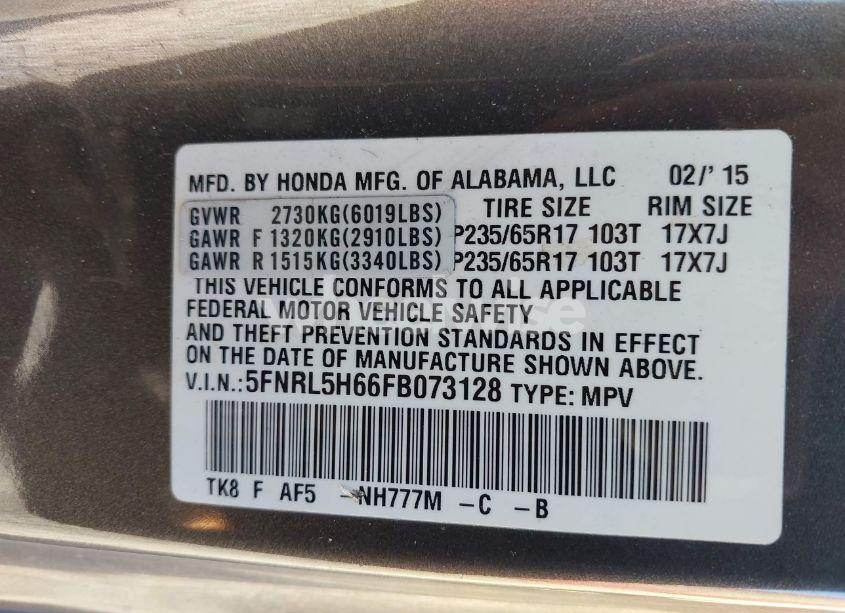 MFD. BY HONDA MFG. OF ALABAMA, LLC 02/' 15
GVWR 2730KG(6019LBS) TIRE SIZE RIM SIZE
GAWR F 1320KG(2910LBS) P235/65R17 103T 17X7J
GAWR R 1515KG(3340LBS) P235/65R17 103T 17X7J
THIS VEHICLE CONFORMS TO ALL APPLICABLE
FEDERAL MOTOR VEHICLE SAFETY
AND THEFT PREVENTION STANDARDS IN EFFECT
ON THE DATE OF MANUFACTURE SHOWN ABOVE.
V.I.N.: 5FNRL5H66FB073128 TYPE: MPV
TK8 F AF5 -NH777M -C -B